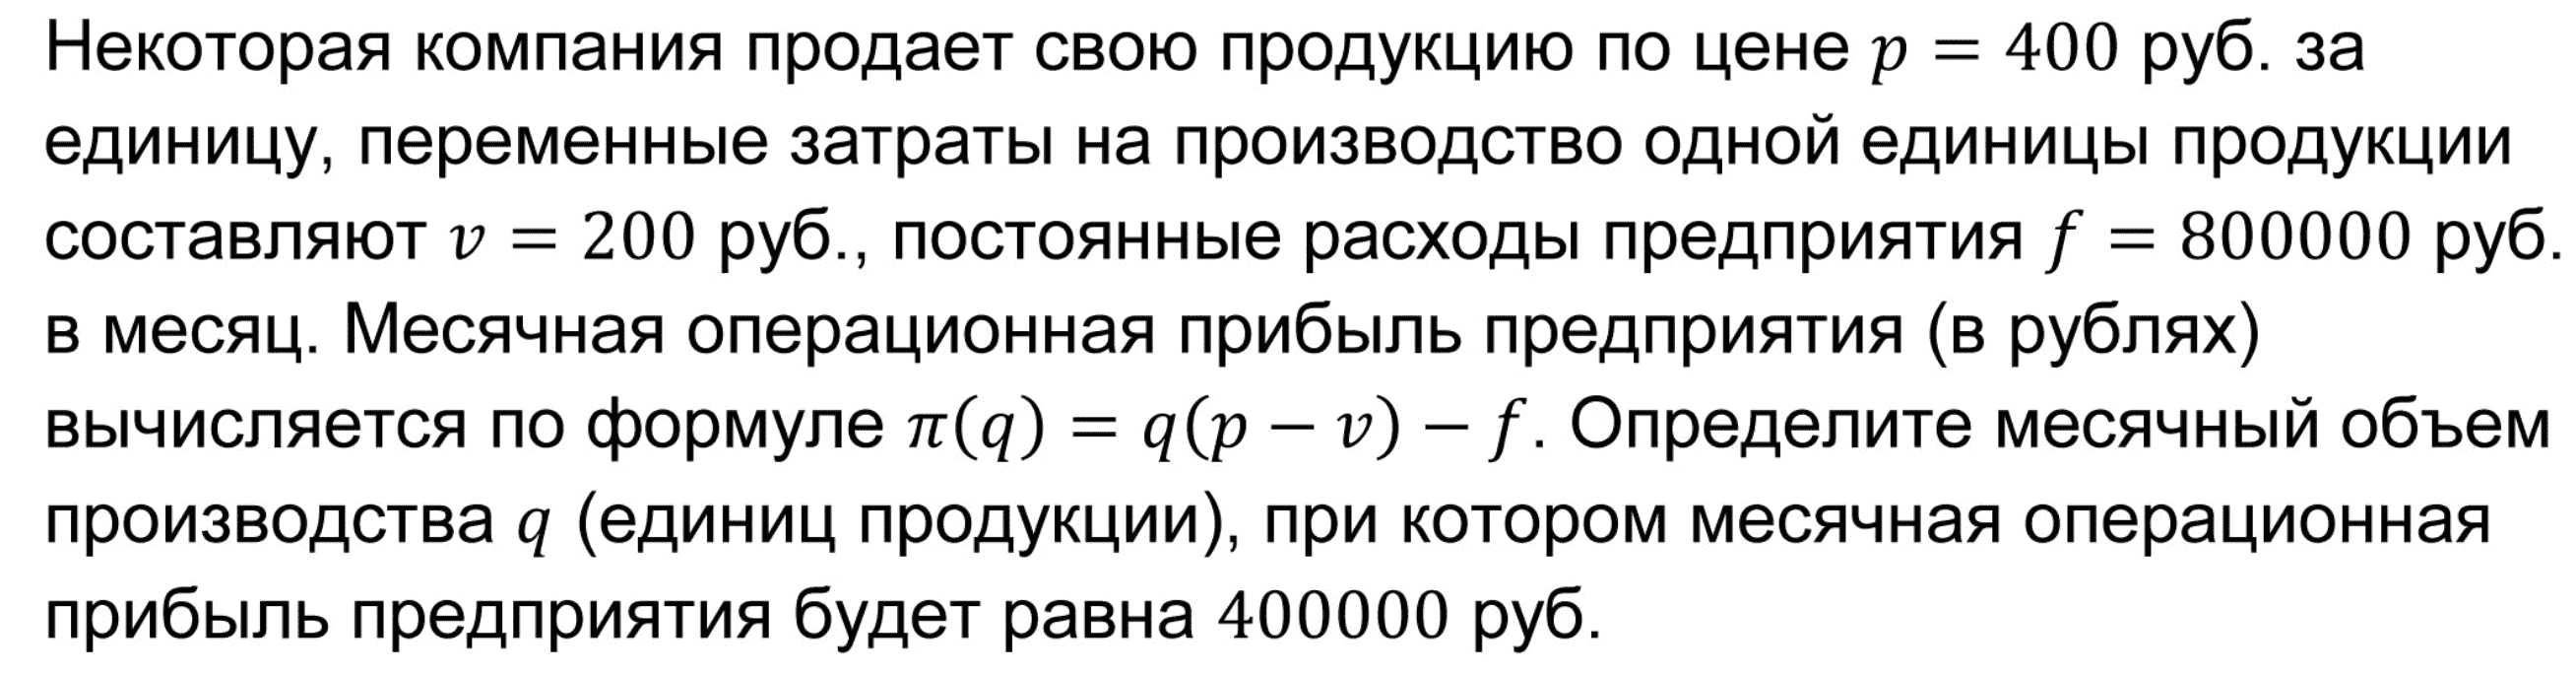 Некоторая компания продает свою продукцию по цене p = 400 руб. за
единицу, переменные затраты на производство одной единицы продукции
составляют v = 200 руб., постоянные расходы предприятия f = 800000 руб.
в месяц. Месячная операционная прибыль предприятия (в рублях)
вычисляется по формуле π(q) = q(p − v) − f. Определите месячный объем
производства q (единиц продукции), при котором месячная операционная
прибыль предприятия будет равна 400000 руб.